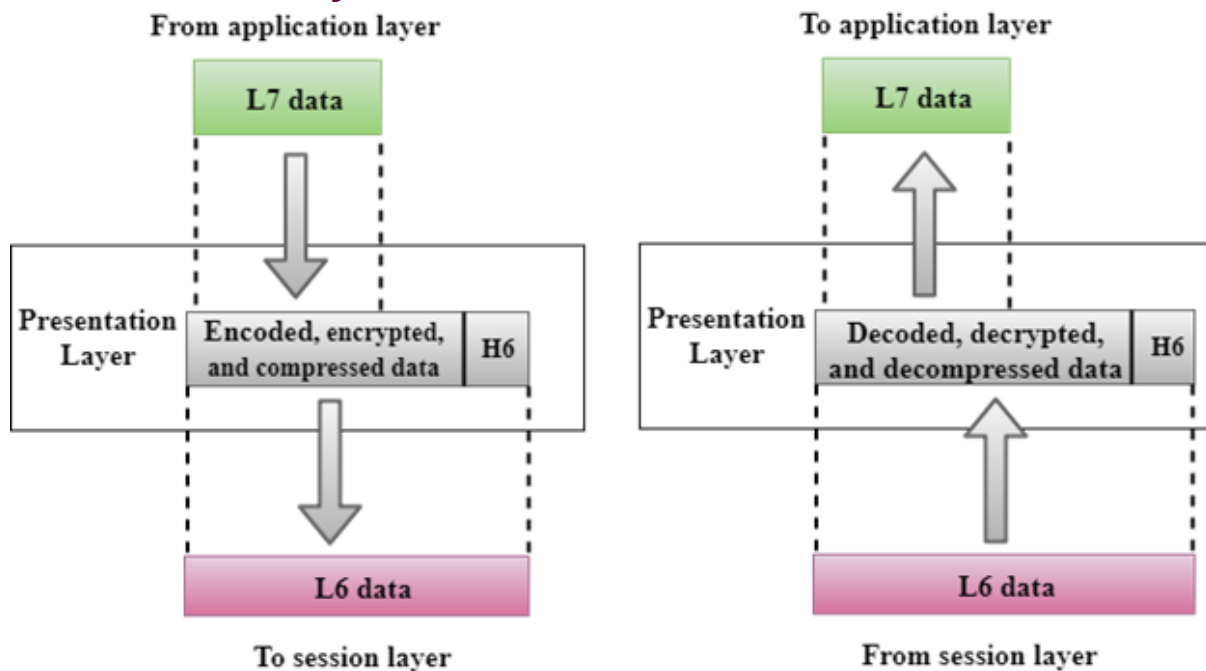 From application layer
L7 data
Presentation
Layer
Encoded, encrypted,
and compressed data
H6
L6 data
To session layer
To application layer
L7 data
Presentation
Layer
Decoded, decrypted,
and decompressed data
H6
L6 data
From session layer